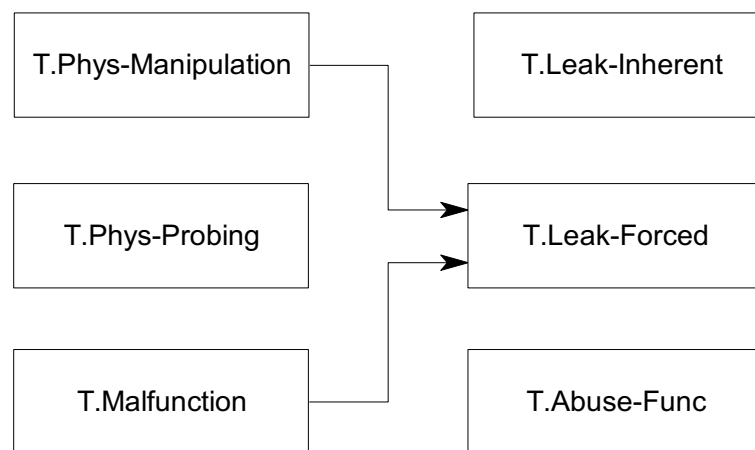 T.Phys-Manipulation
T.Leak-Inherent
T.Phys-Probing
T.Leak-Forced
T.Malfunction
T.Abuse-Func